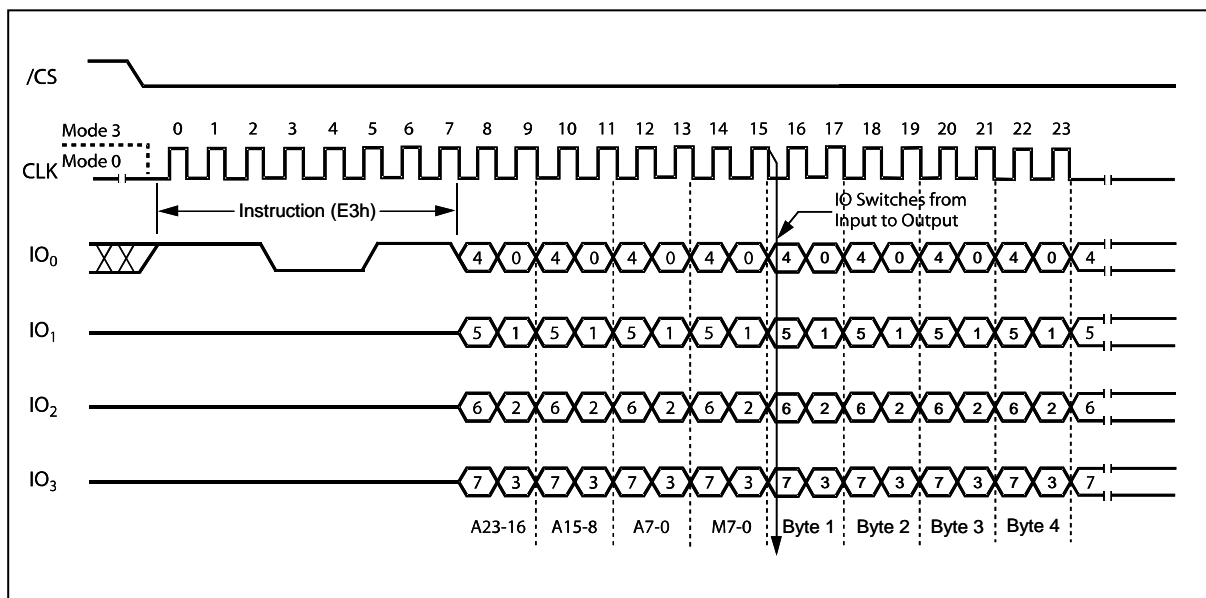 /CS
Mode 3
0 1 2 3 4 5 6 7 8 9 10 11 12 13 14 15 16 17 18 19 20 21 22 23
Mode 0
CLK
Instruction (E3h)
IO Switches from
Input to Output
IO0 4 0 4 0 4 0 4 0 4 0 4 0 4 0 4 0 4
IO1 5 1 5 1 5 1 5 1 5 1 5 1 5 1 5 1 5
IO2 6 2 6 2 6 2 6 2 6 2 6 2 6 2 6 2 6
IO3 7 3 7 3 7 3 7 3 7 3 7 3 7 3 7 3 7
A23-16 A15-8 A7-0 M7-0 Byte 1 Byte 2 Byte 3 Byte 4